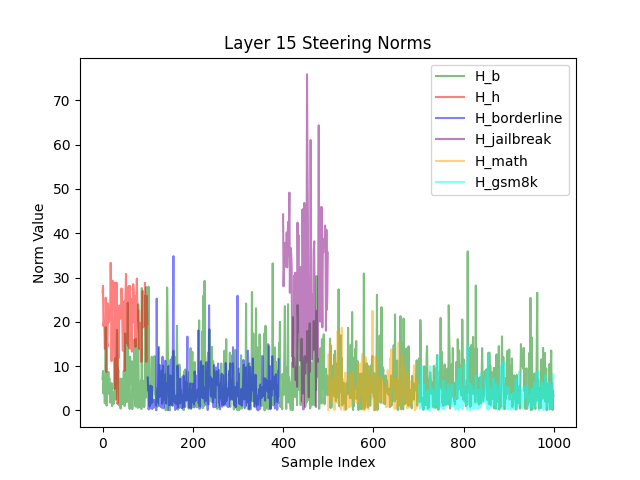 Layer 15 Steering Norms
Norm Value
70
60
50
40
30
20
10
0
H_b
H_h
H_borderline
H_jailbreak
H_math
H_gsm8k
0 200 400 600 800 1000
Sample Index